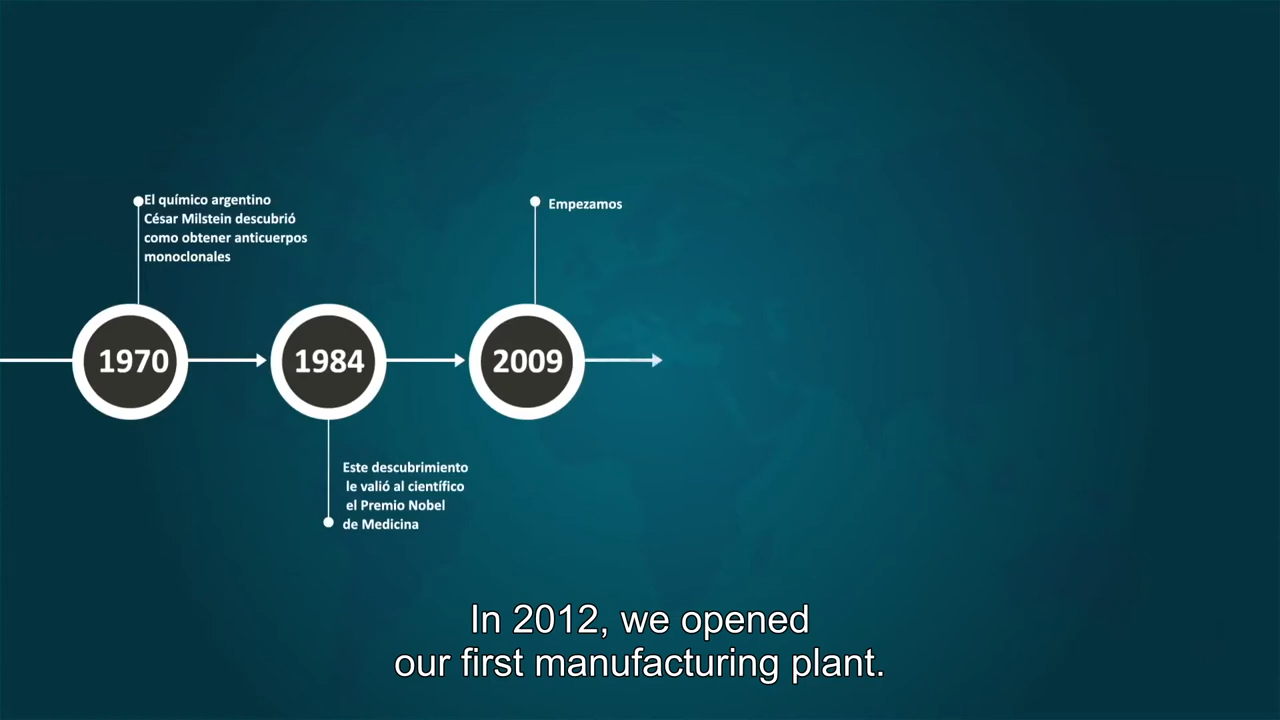 El químico argentino
César Milstein descubrió
como obtener anticuerpos
monoclonales
Empezamos
1970
1984
2009
Este descubrimiento
le valió al científico
el Premio Nobel
de Medicina
In 2012, we opened
our first manufacturing plant.